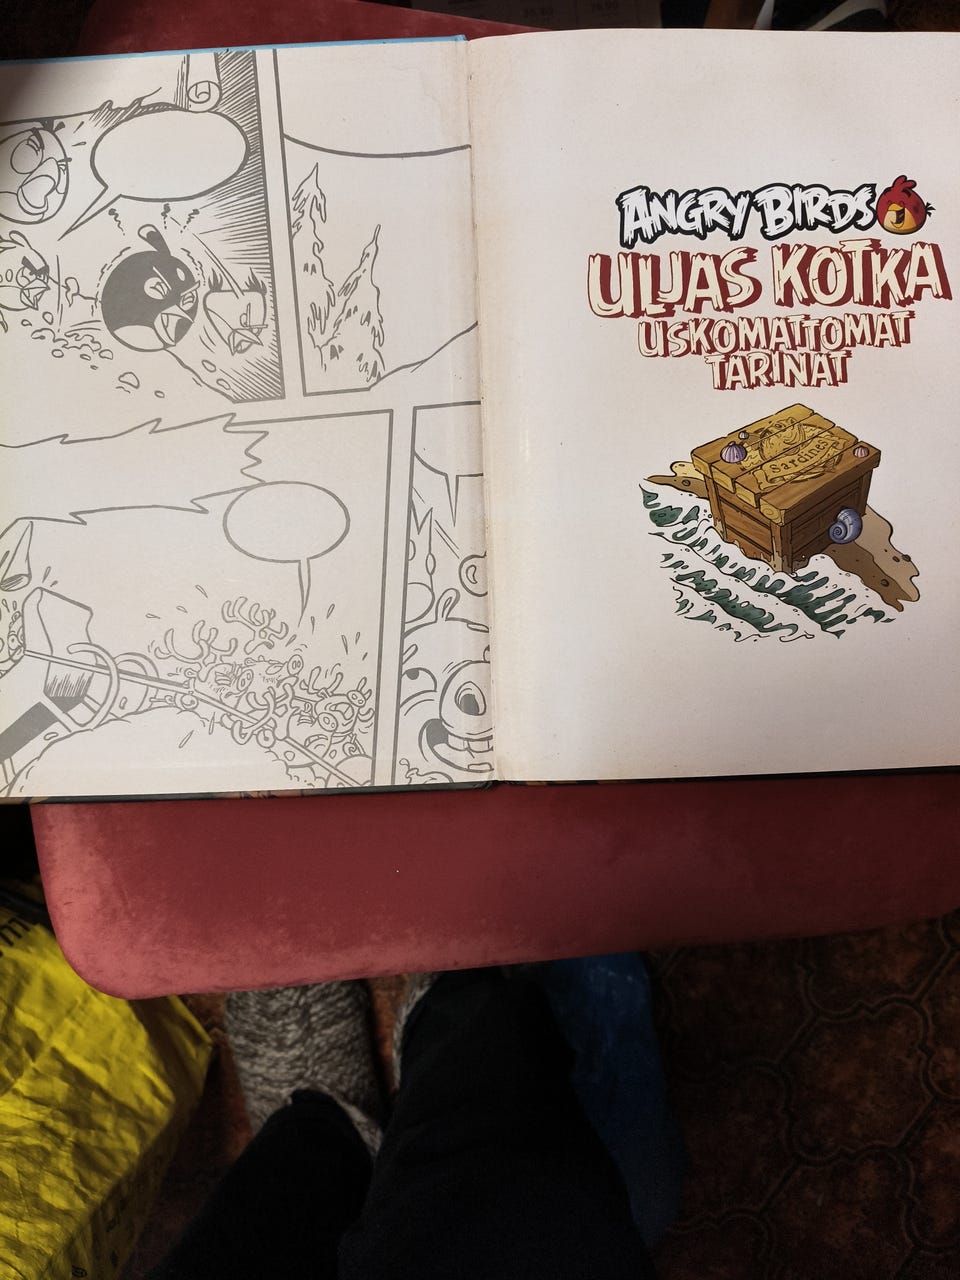 ANGRY BIRDS
ULJAS KOTKA
USKOMATTOMAT
TARINAT
Sardines